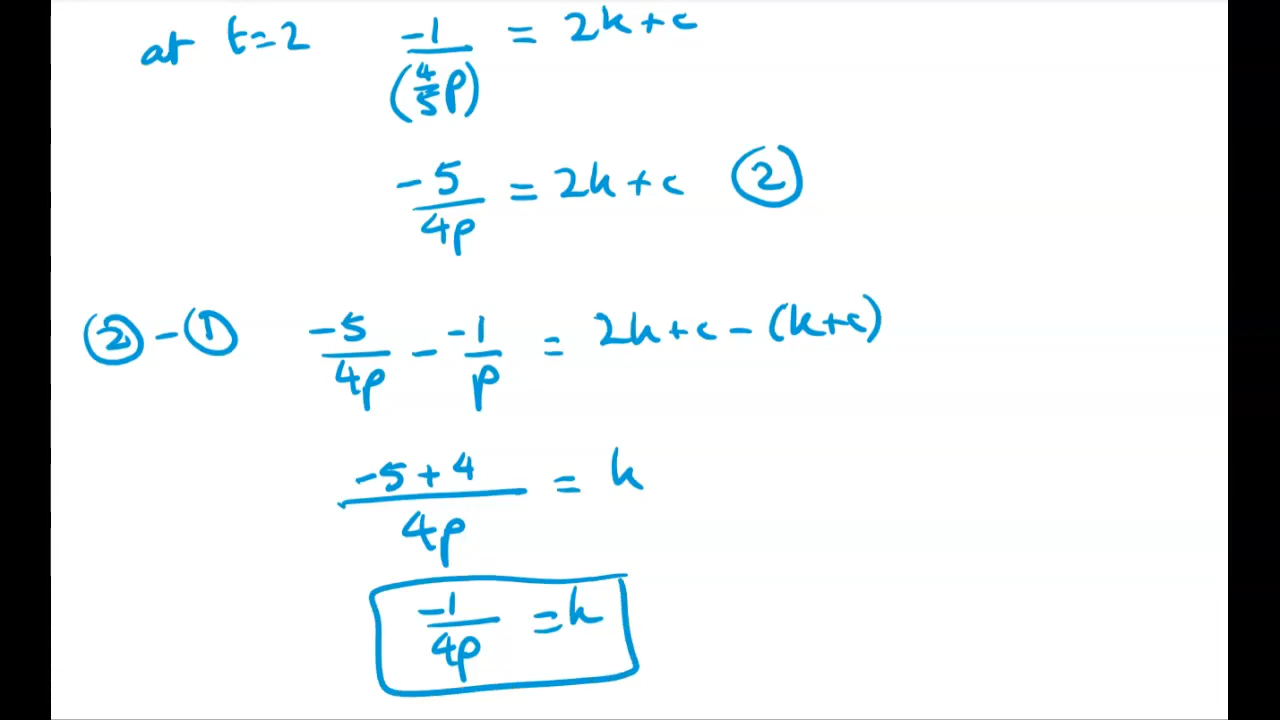 at t=2 -1/(4/5 p) = 2k+c
-5/4p = 2k+c ②
②-① -5/4p - -1/p = 2k+c-(k+c)
-5+4/4p = k
-1/4p = k